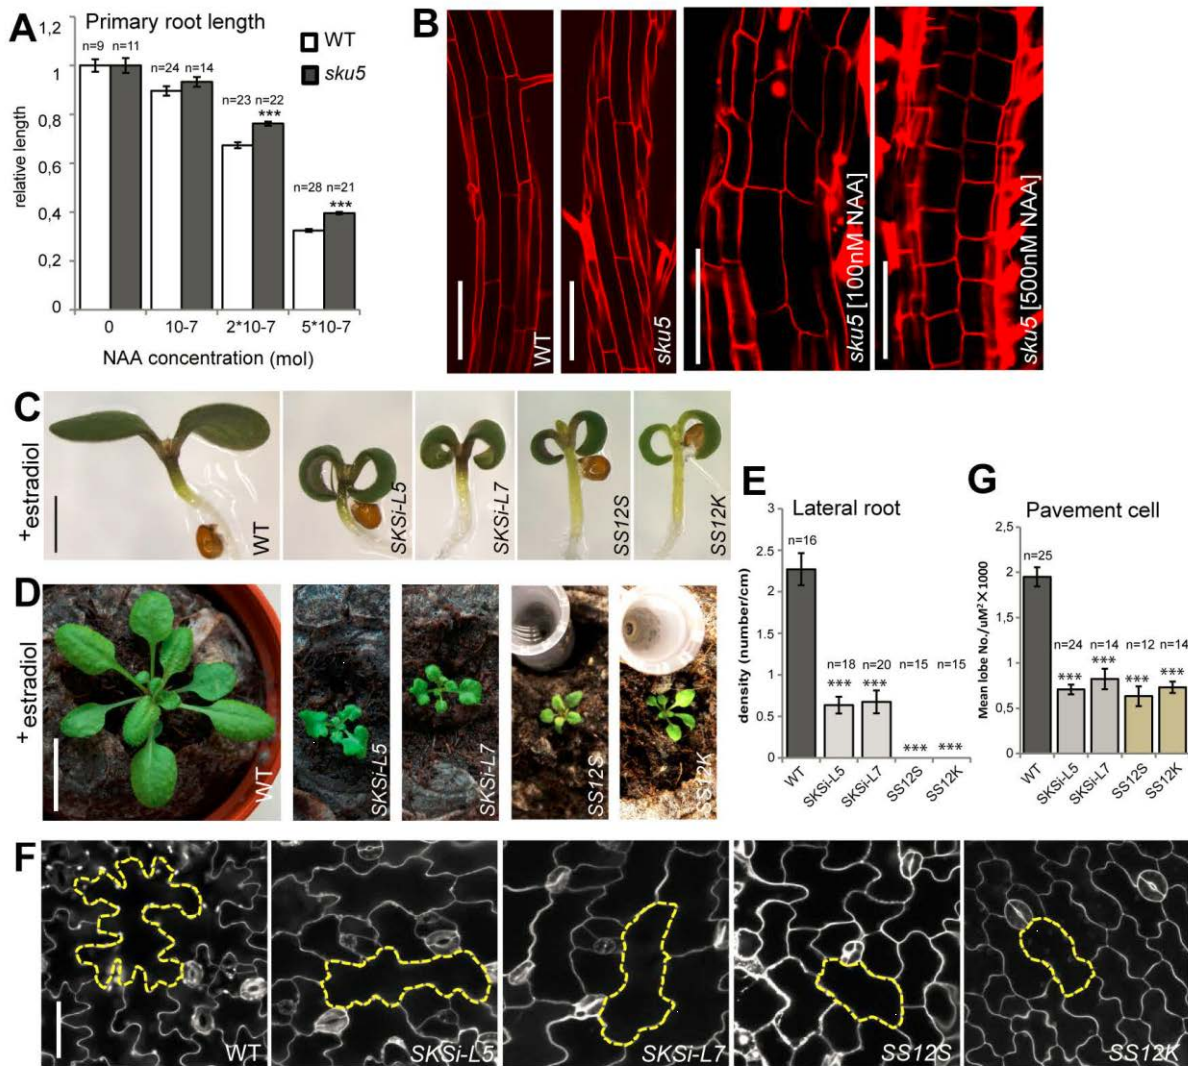 A
Primary root length
WT
sku5
relative length
1,2
1
0,8
0,6
0,4
0,2
0
n=9 n=11
n=24 n=14
n=23 n=22
***
n=28 n=21
***
0 10-7 2*10-7 5*10-7
NAA concentration (mol)
B
WT
sku5
sku5 [100nM NAA]
sku5 [500nM NAA]
C
+estradiol
WT
SKSi-L5
SKSi-L7
SS12S
SS12K
D
+estradiol
WT
SKSi-L5
SKSi-L7
SS12S
SS12K
E
Lateral root
density (number/cm)
3
2.5
2
1.5
1
0.5
0
n=16
n=18 n=20 n=15 n=15
*** *** *** ***
WT SKSi-L5 SKSi-L7 SS12S SS12K
G
Pavement cell
Mean lobe No./uM²X 1000
2,5
2
1,5
1
0,5
0
n=25
n=24 n=14 n=12 n=14
*** *** *** ***
WT SKSi-L5 SKSi-L7 SS12S SS12K
F
WT
SKSi-L5
SKSi-L7
SS12S
SS12K